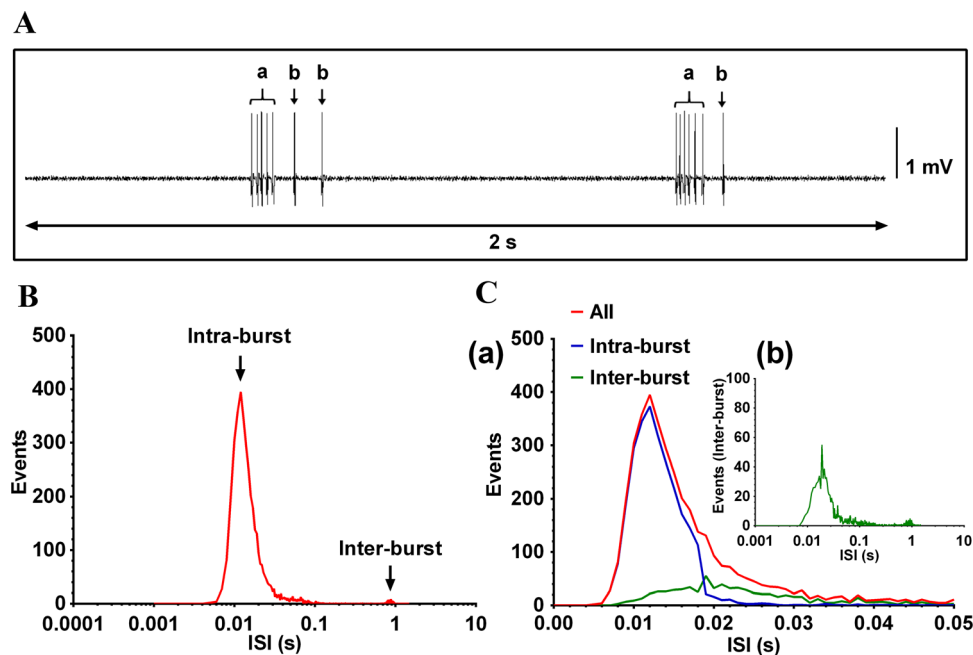 A
a b b a b
1 mV
2 s
B
Intra-burst
Inter-burst
Events
500
400
300
200
100
0
0.0001 0.001 0.01 0.1 1 10
ISI (s)
C
(a)
All
Intra-burst
Inter-burst
Events
500
400
300
200
100
0
0.00 0.01 0.02 0.03 0.04 0.05
ISI (s)
(b)
Events (Inter-burst)
100
80
60
40
20
0
0.001 0.01 0.1 1 10
ISI (s)